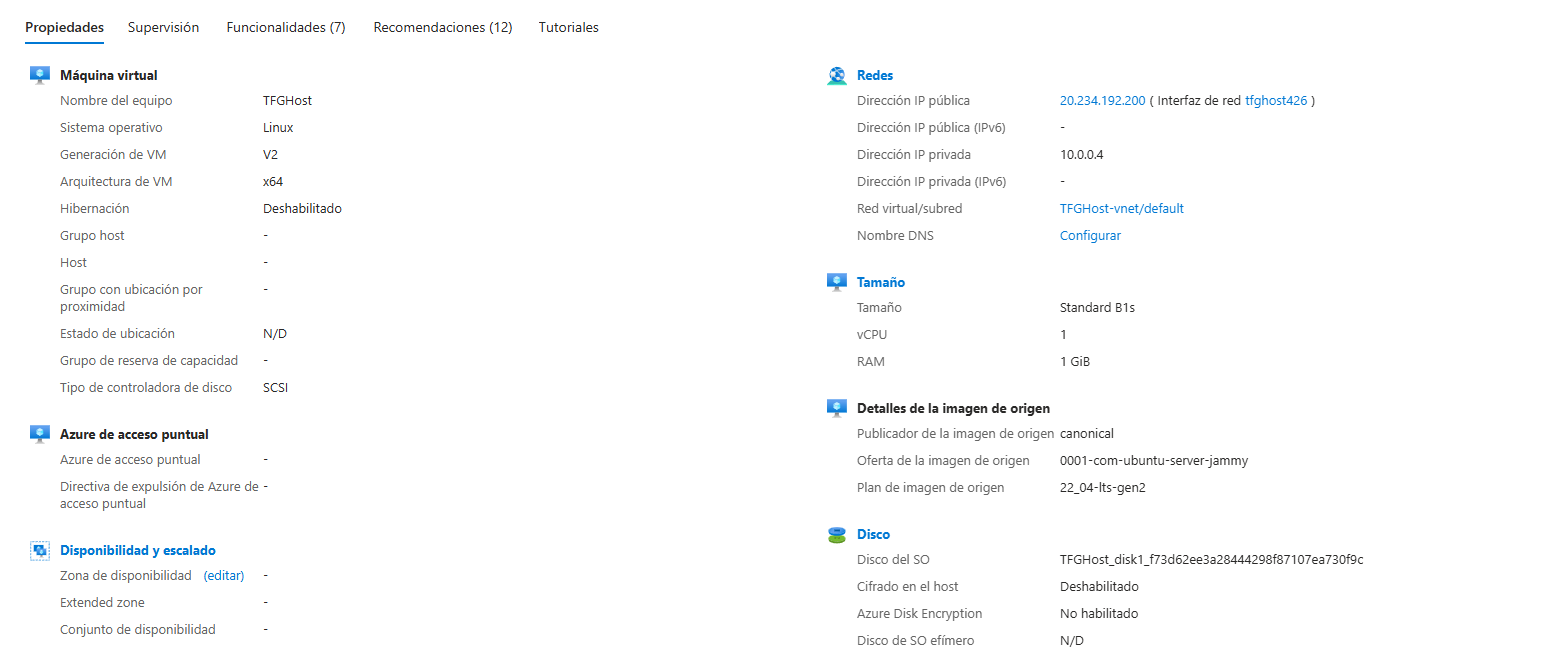 Propiedades Supervisión Funcionalidades (7) Recomendaciones (12) Tutoriales
Máquina virtual
Nombre del equipo TFGHost
Sistema operativo Linux
Generación de VM V2
Arquitectura de VM x64
Hibernación Deshabilitado
Grupo host -
Host -
Grupo con ubicación por -
proximidad
Estado de ubicación N/D
Grupo de reserva de capacidad -
Tipo de controladora de disco SCSI
Azure de acceso puntual
Azure de acceso puntual -
Directiva de expulsión de Azure de -
acceso puntual
Disponibilidad y escalado
Zona de disponibilidad (editar) -
Extended zone -
Conjunto de disponibilidad -
Redes
Dirección IP pública 20.234.192.200 ( Interfaz de red tfghost426 )
Dirección IP pública (IPv6) -
Dirección IP privada 10.0.0.4
Dirección IP privada (IPv6) -
Red virtual/subred TFGHost-vnet/default
Nombre DNS Configurar
Tamaño
Tamaño Standard B1s
vCPU 1
RAM 1 GiB
Detalles de la imagen de origen
Publicador de la imagen de origen canonical
Oferta de la imagen de origen 0001-com-ubuntu-server-jammy
Plan de imagen de origen 22_04-lts-gen2
Disco
Disco del SO TFGHost_disk1_f73d62ee3a28444298f87107ea730f9c
Cifrado en el host Deshabilitado
Azure Disk Encryption No habilitado
Disco de SO efímero N/D